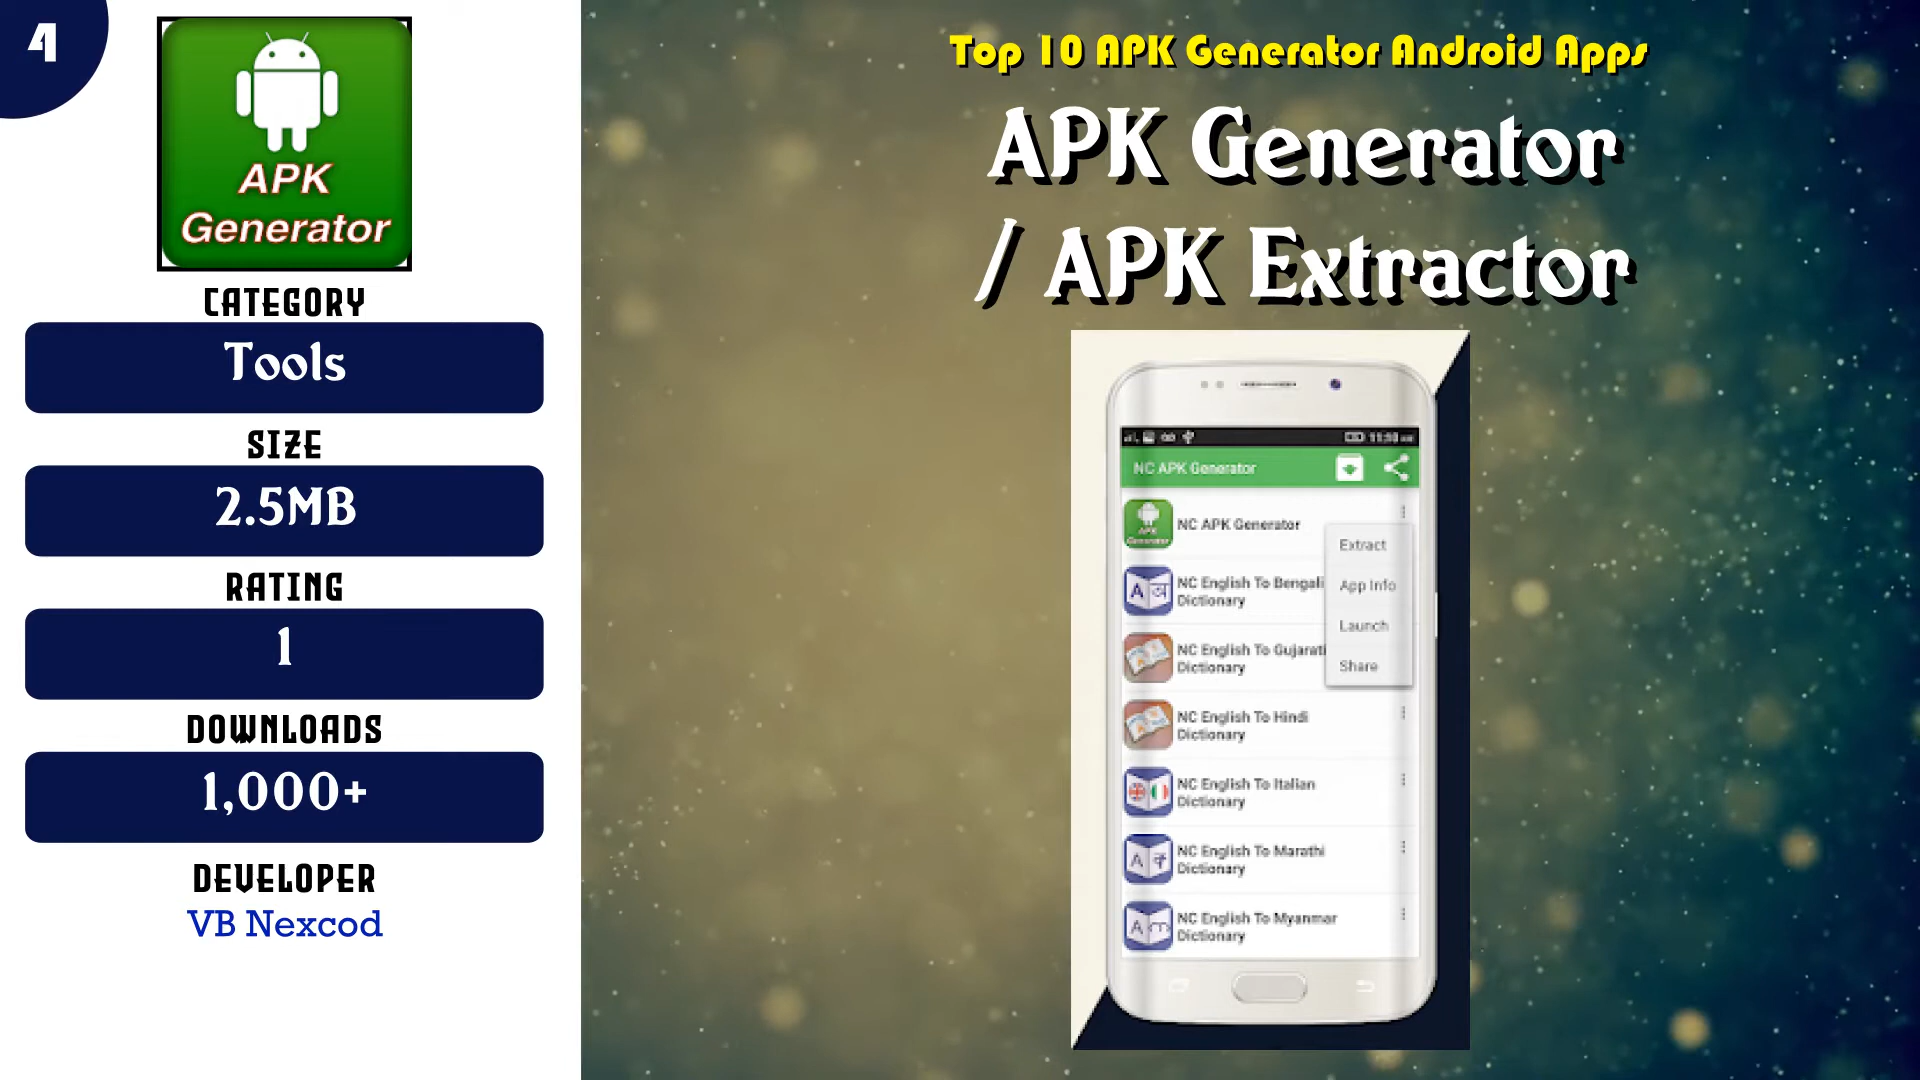 4
APK
Generator
CATEGORY
Tools
SIZE
2.5MB
RATING
1
DOWNLOADS
1,000+
DEVELOPER
VB Nexcod
Top 10 APK Generator Android Apps
APK Generator
/ APK Extractor
NC APK Generator
APK
Generator
NC APK Generator
Extract
App Info
Launch
Share
A अ
NC English To Bengali
Dictionary
NC English To Gujarati
Dictionary
NC English To Hindi
Dictionary
NC English To Italian
Dictionary
A
NC English To Marathi
Dictionary
A
NC English To Myanmar
Dictionary